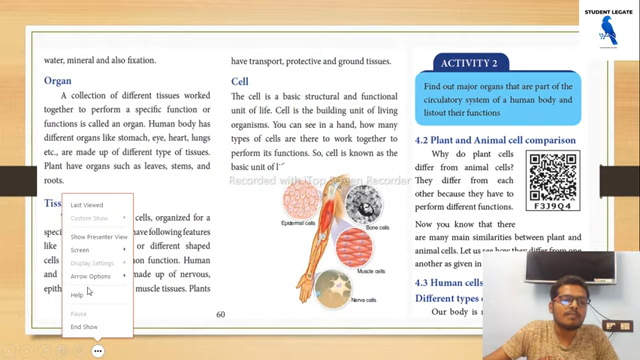 STUDENT LEGATE
water, mineral and also fixation.
Organ
A collection of different tissues worked
together to perform a specific function or
functions is called an organ. Human body has
different organs like stomach, eye, heart, lungs
etc., are made up of different type of tissues.
Plant have organs such as leaves, stems, and
roots.
Tiss
cells, organized for a
speci
have following features
like
or different shaped
cells
on function. Human
and
made up of nervous,
epith
muscle tissues. Plants
Last Viewed
Custom Show
Show Presenter View
Screen
Display Settings
Arrow Options
Help
Pause
End Show
have transport, protective and ground tissues.
Cell
The cell is a basic structural and functional
unit of life. Cell is the building unit of living
organisms. You can see in a hand, how many
types of cells are there to work together to
perform its functions. So, cell is known as the
basic unit of
Recorded with iTop Screen Recorder
Epidermal cells
Bone cells
Muscle cells
Nerve cells
60
ACTIVITY 2
Find out major organs that are part of the
circulatory system of a human body and
listout their functions
4.2 Plant and Animal cell comparison
Why do plant cells
differ from animal cells?
They differ from each
other because they have to
perform different functions.
F3J9Q4
Now you know that there
are many main similarities between plant and
animal cells. Let us see how they differ from one
another as given in
4.3 Human cells
Different types
Our body is